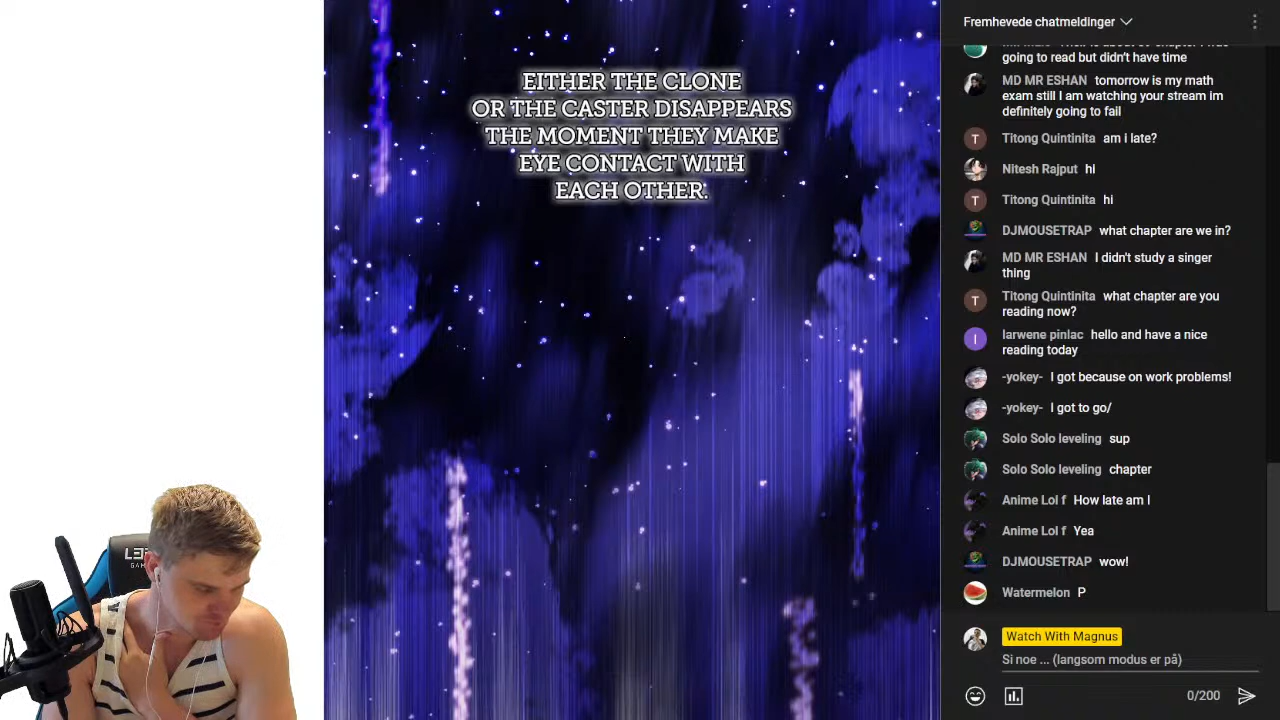 EITHER THE CLONE
OR THE CASTER DISAPPEARS
THE MOMENT THEY MAKE
EYE CONTACT WITH
EACH OTHER.
Fremhevede chatmeldinger
going to read but didn't have time
MD MR ESHAN tomorrow is my math
exam still I am watching your stream im
definitely going to fail
T Titong Quintinita am i late?
Nitesh Rajput hi
T Titong Quintinita hi
DJMOUSETRAP what chapter are we in?
MD MR ESHAN I didn't study a singer
thing
T Titong Quintinita what chapter are you
reading now?
I larwene pinlac hello and have a nice
reading today
-yokey- I got because on work problems!
-yokey- I got to go/
Solo Solo leveling sup
Solo Solo leveling chapter
Anime Lol f How late am I
Anime Lol f Yea
DJMOUSETRAP wow!
Watermelon P
Watch With Magnus
Si noe ... (langsom modus er på)
0/200